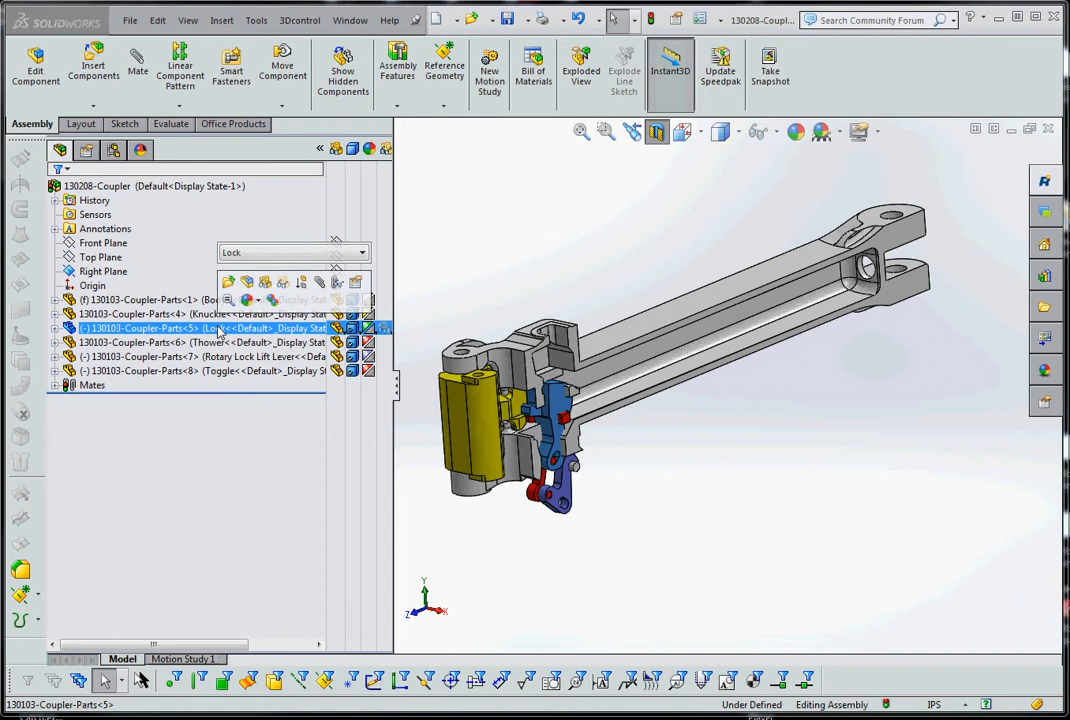 SOLIDWORKS File Edit View Insert Tools 3Dcontrol Window Help 130208-Coupl... Search Community Forum
Edit Component
Insert Components
Mate
Linear Component Pattern
Smart Fasteners
Move Component
Show Hidden Components
Assembly Features
Reference Geometry
New Motion Study
Bill of Materials
Exploded View
Explode Line Sketch
Instant3D
Update Speedpak
Take Snapshot
Assembly Layout Sketch Evaluate Office Products
130208-Coupler (Default<Display State-1>)
History
Sensors
Annotations
Front Plane
Lock
Top Plane
Right Plane
Origin
(f) 130103-Coupler-Parts<1> (Bo
130103-Coupler-Parts<4> (Knuckle<<Default>_Display Stat
(-) 130103-Coupler-Parts<5> (Lock<<Default>_Display Stat
130103-Coupler-Parts<6> (Thower<<Default>_Display Stat
(-) 130103-Coupler-Parts<7> (Rotary Lock Lift Lever<<Defa
(-) 130103-Coupler-Parts<8> (Toggle<<Default>_Display S
Mates
Y
X
Z
Model Motion Study 1
130103-Coupler-Parts<5> Under Defined Editing Assembly IPS